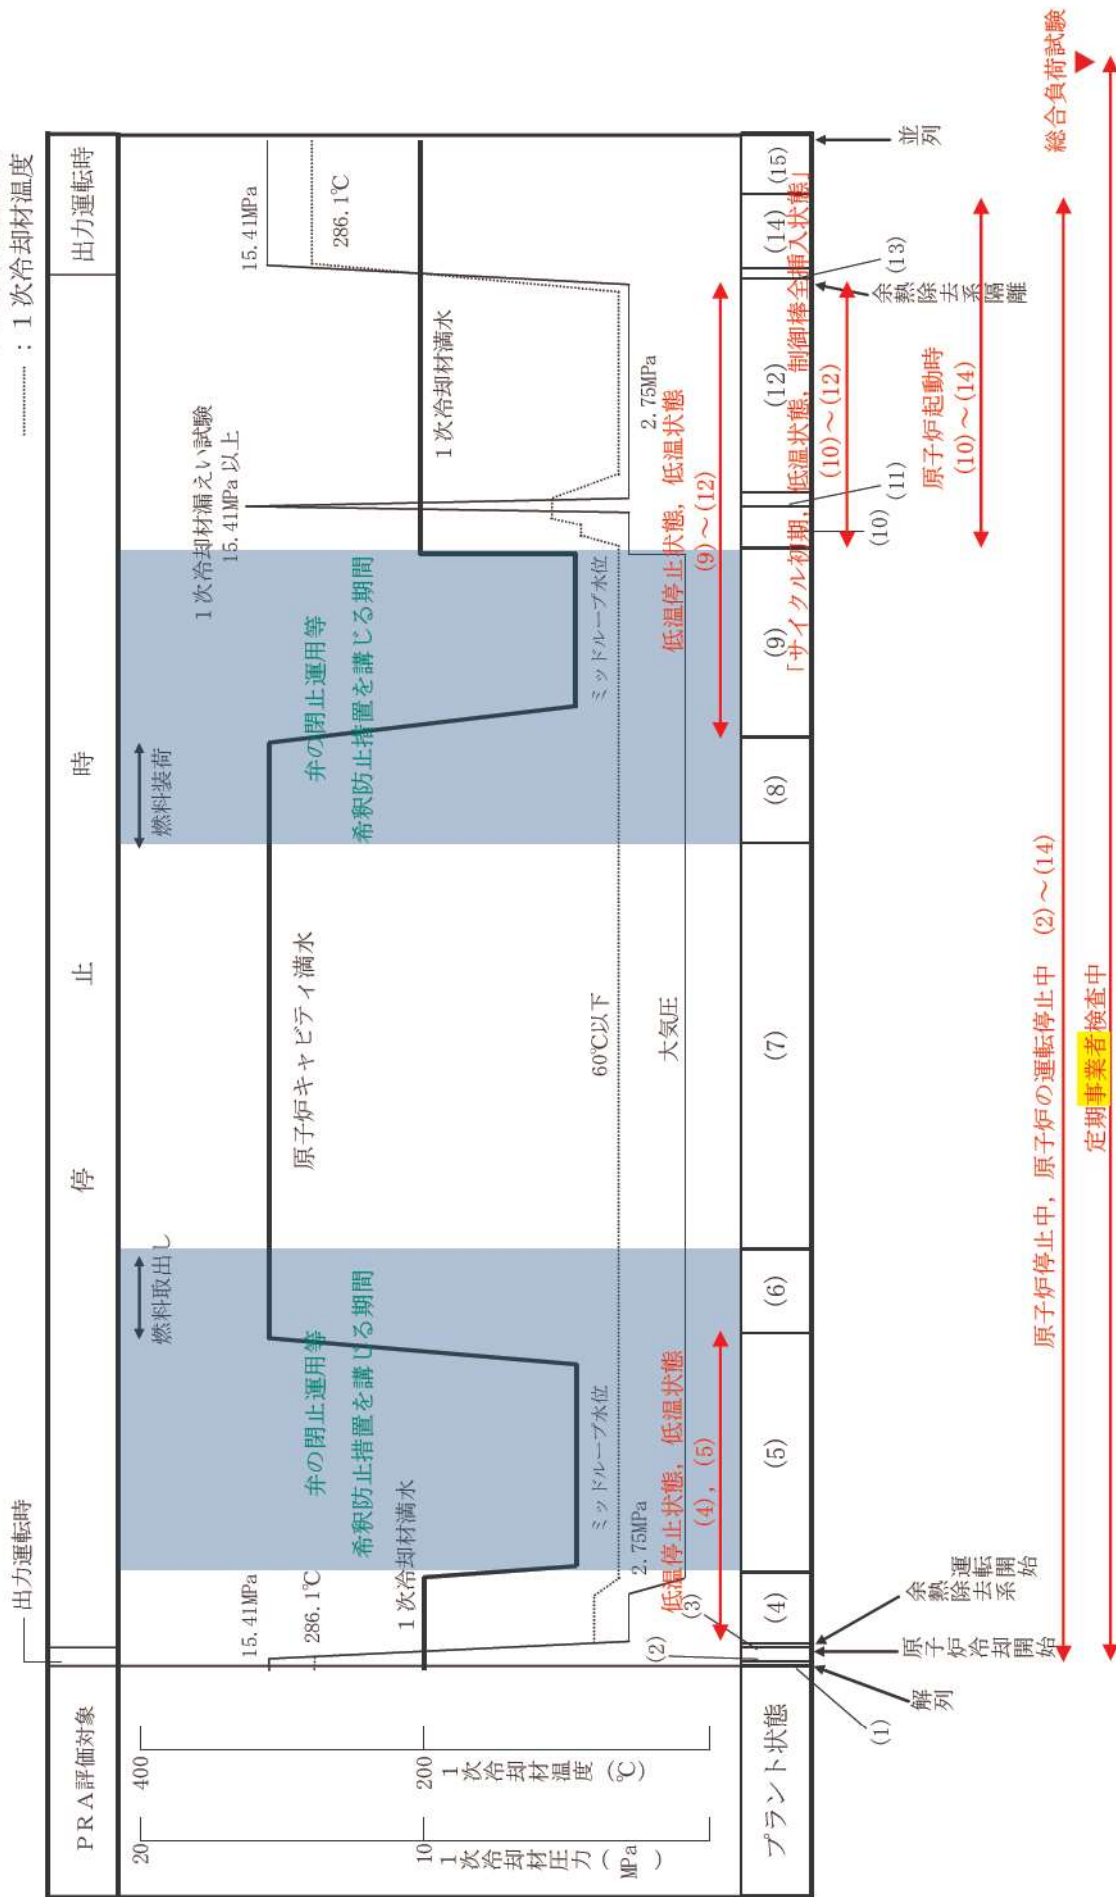 ………… : 1次冷却材温度
出力運転時
PRA評価対象
停　止　時
出力運転時
20
10
1次冷却材圧力（MPa）
400
200
1次冷却材温度（℃）
燃料取出し
燃料装荷
15.41MPa
286.1℃
1次冷却材満水
弁の閉止運用等
希釈防止措置を講じる期間
原子炉キャビティ満水
弁の閉止運用等
希釈防止措置を講じる期間
1次冷却材漏えい試験
15.41MPa以上
15.41MPa
286.1℃
1次冷却材満水
ミッドループ水位
60℃以下
ミッドループ水位
2.75MPa
大気圧
2.75MPa
低温停止状態，低温状態
(4)，(5)
低温停止状態，低温状態
(9)～(12)
プラント状態
(1)
(2)
(3)
(4)
(5)
(6)
(7)
(8)
(9)
(10)
(11)
(12)
(13)
(14)
(15)
「サイクル初期，低温状態，制御棒全挿入状態」
(10)～(12)
解列
原子炉冷却開始
余熱除去系運転開始
余熱除去系隔離
並列
原子炉起動時
(10)～(14)
原子炉停止中，原子炉の運転停止中　(2)～(14)
総合負荷試験
定期事業者検査中